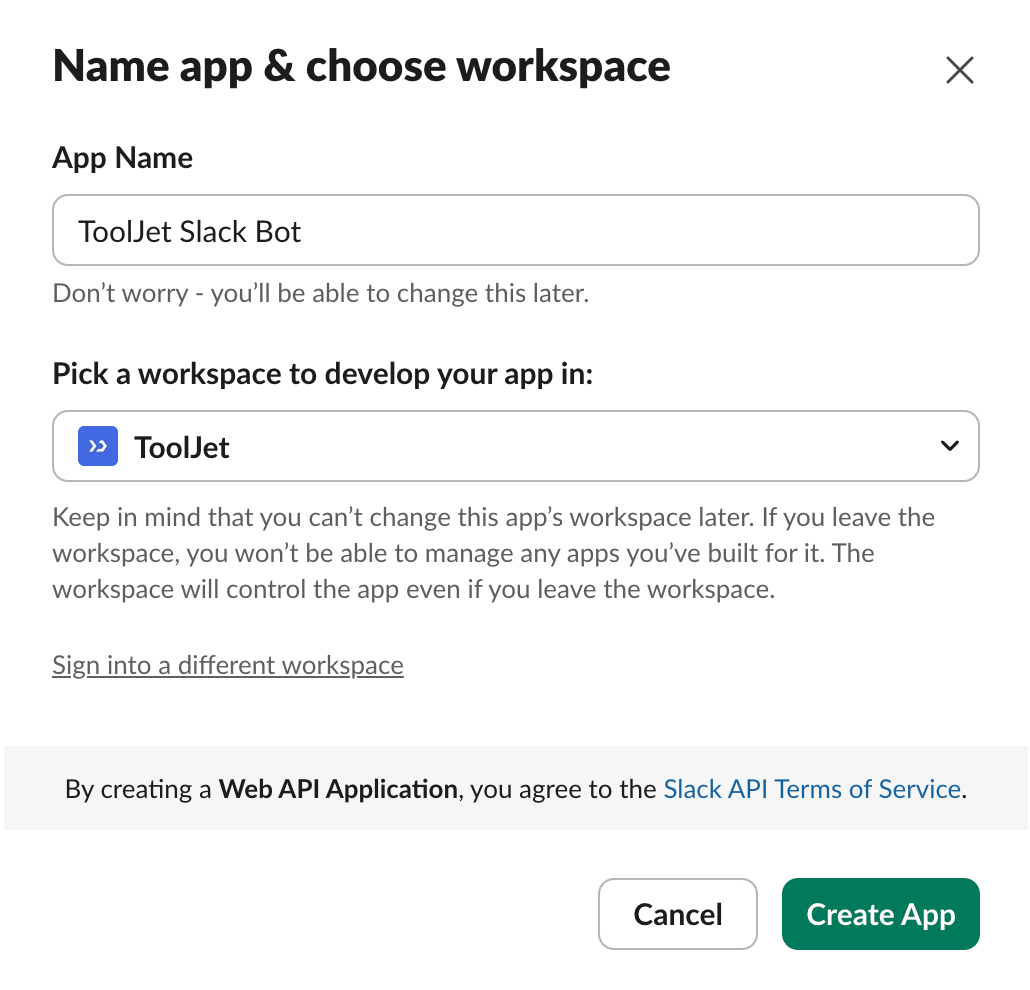 Name app & choose workspace
App Name
ToolJet Slack Bot
Don’t worry - you’ll be able to change this later.
Pick a workspace to develop your app in:
ToolJet
Keep in mind that you can’t change this app’s workspace later. If you leave the
workspace, you won’t be able to manage any apps you’ve built for it. The
workspace will control the app even if you leave the workspace.
Sign into a different workspace
By creating a Web API Application, you agree to the Slack API Terms of Service.
Cancel
Create App